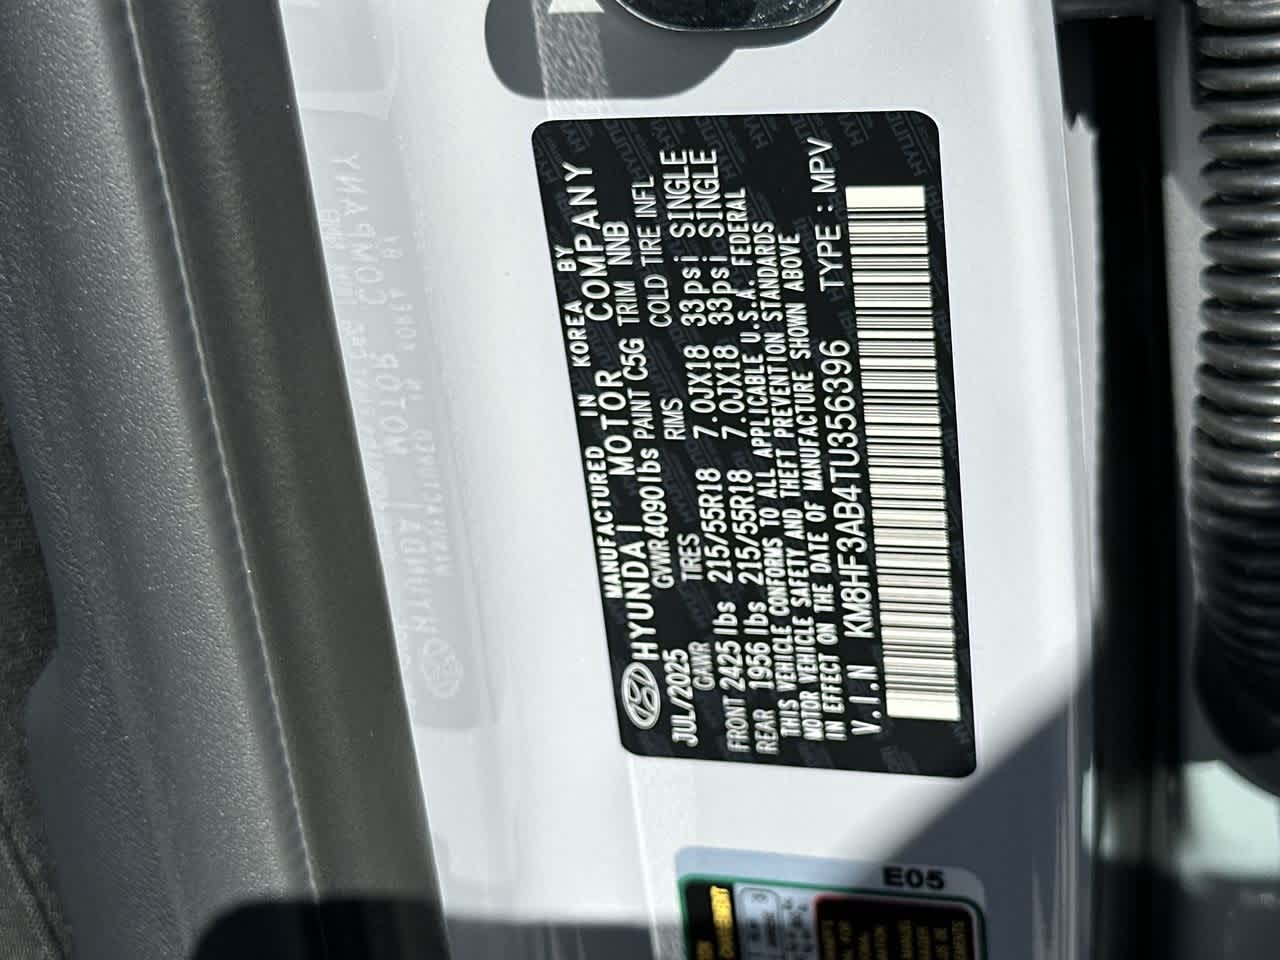 MANUFACTURED IN KOREA BY
HYUNDAI MOTOR COMPANY
JUL/2025 GVWR 4090 lbs PAINT C5G TRIM NNB
GAWR TIRES RIMS COLD TIRE INFL
FRONT 2425 lbs 215/55R18 7.0JX18 33psi SINGLE
REAR 1956 lbs 215/55R18 7.0JX18 33psi SINGLE
THIS VEHICLE CONFORMS TO ALL APPLICABLE U.S.A. FEDERAL
MOTOR VEHICLE SAFETY AND THEFT PREVENTION STANDARDS
IN EFFECT ON THE DATE OF MANUFACTURE SHOWN ABOVE
V.I.N KM8HF3AB4TU356396 TYPE : MPV
E05